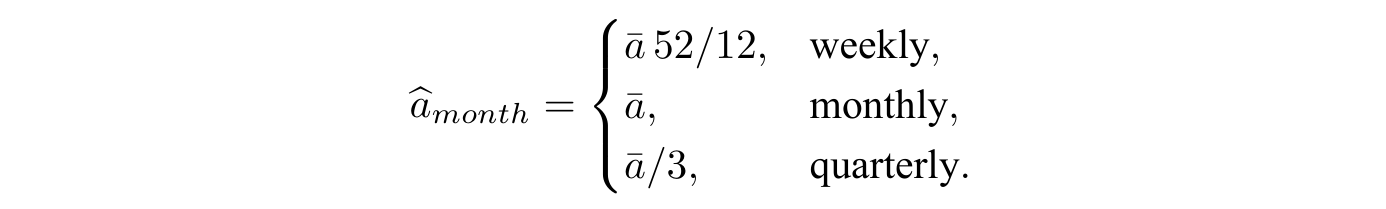 ā 52/12, weekly,
â_month = { ā, monthly,
ā/3, quarterly.